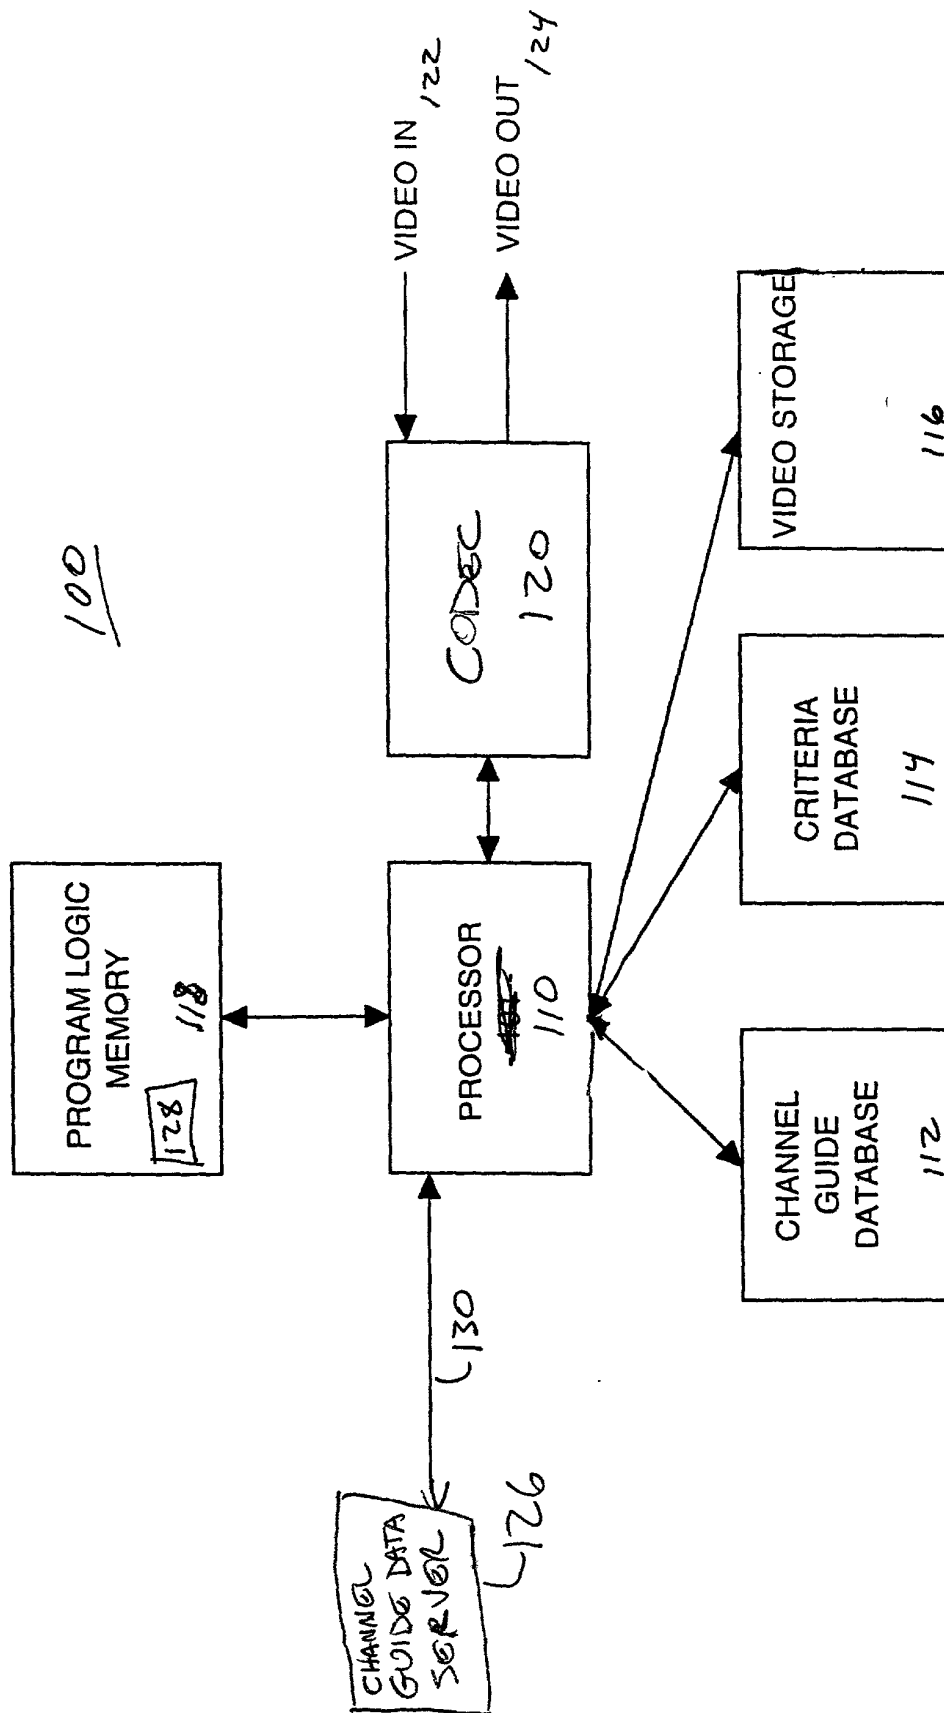 100
PROGRAM LOGIC
MEMORY
128
118
VIDEO IN
122
VIDEO OUT
124
CODEC
120
PROCESSOR
110
CHANNEL
GUIDE DATA
SERVER
126
130
CHANNEL
GUIDE
DATABASE
112
CRITERIA
DATABASE
114
VIDEO STORAGE
116